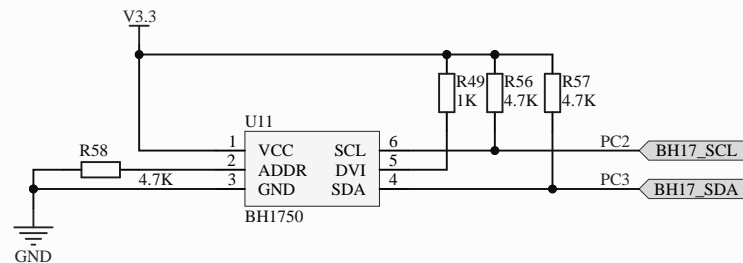 V3.3
R49
1K
R56
4.7K
R57
4.7K
U11
R58
4.7K
1 VCC SCL 6
2 ADDR DVI 5
3 GND SDA 4
BH1750
PC2 BH17_SCL
PC3 BH17_SDA
GND